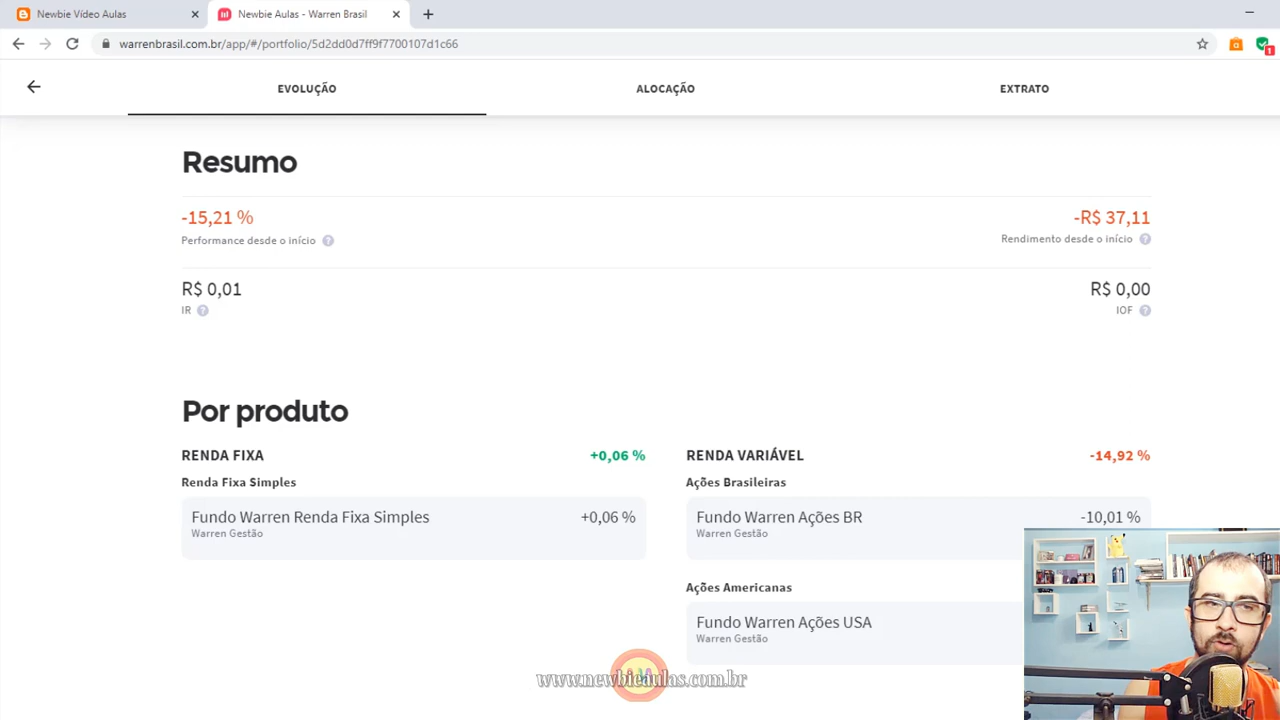 Newbie Vídeo Aulas
Newbie Aulas - Warren Brasil
warrenbrasil.com.br/app/#/portfolio/5d2dd0d7ff9f7700107d1c66
EVOLUÇÃO
ALOCAÇÃO
EXTRATO
Resumo
-15,21 %
-R$ 37,11
Performance desde o início ?
Rendimento desde o início ?
R$ 0,01
R$ 0,00
IR ?
IOF ?
Por produto
RENDA FIXA +0,06 %
RENDA VARIÁVEL -14,92 %
Renda Fixa Simples
Ações Brasileiras
Fundo Warren Renda Fixa Simples +0,06 %
Fundo Warren Ações BR -10,01 %
Warren Gestão
Warren Gestão
Ações Americanas
Fundo Warren Ações USA
Warren Gestão
www.newbieaulas.com.br